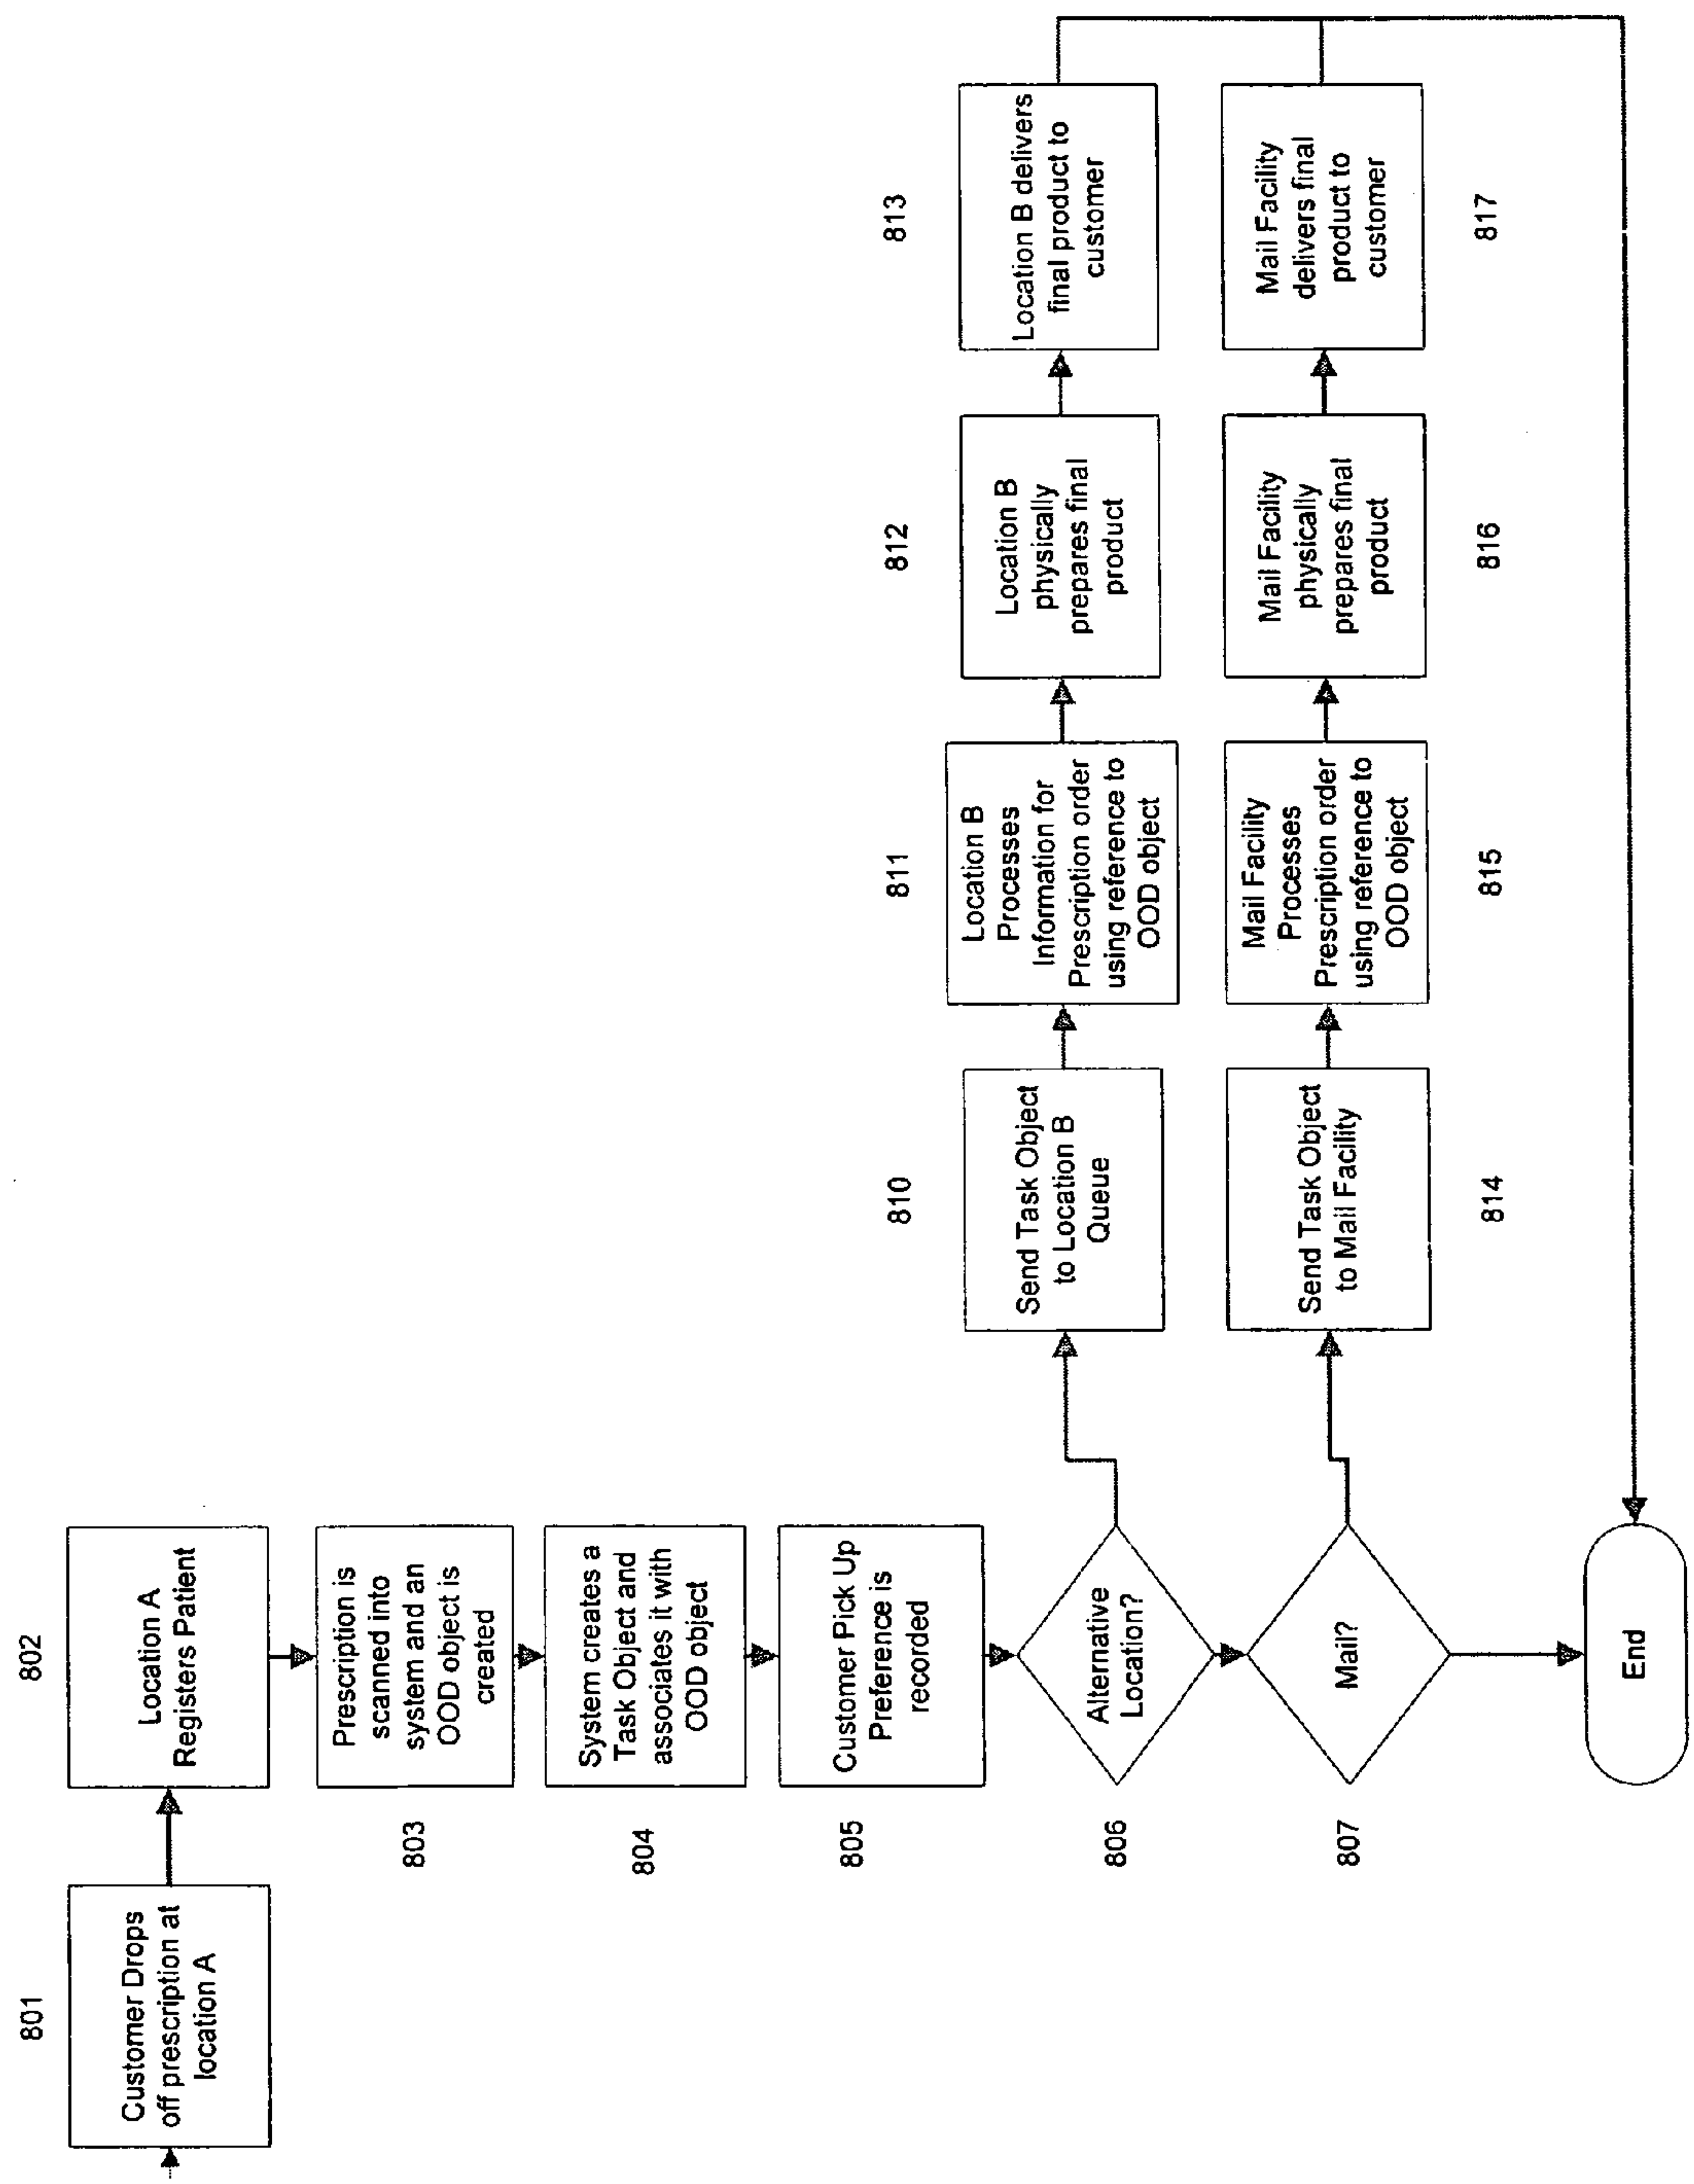 801
Customer Drops
off prescription at
location A
802
Location A
Registers Patient
803
Prescription is
scanned into
system and an
OOD object is
created
804
System creates a
Task Object and
associates it with
OOD object
805
Customer Pick Up
Preference is
recorded
806
Alternative
Location?
810
Send Task Object
to Location B
Queue
811
Location B
Processes
Information for
Prescription order
using reference to
OOD object
812
Location B
physically
prepares final
product
813
Location B delivers
final product to
customer
807
Mail?
Send Task Object
to Mail Facility
814
Mail Facility
Processes
Prescription order
using reference to
OOD object
815
Mail Facility
physically
prepares final
product
816
Mail Facility
delivers final
product to
customer
817
End